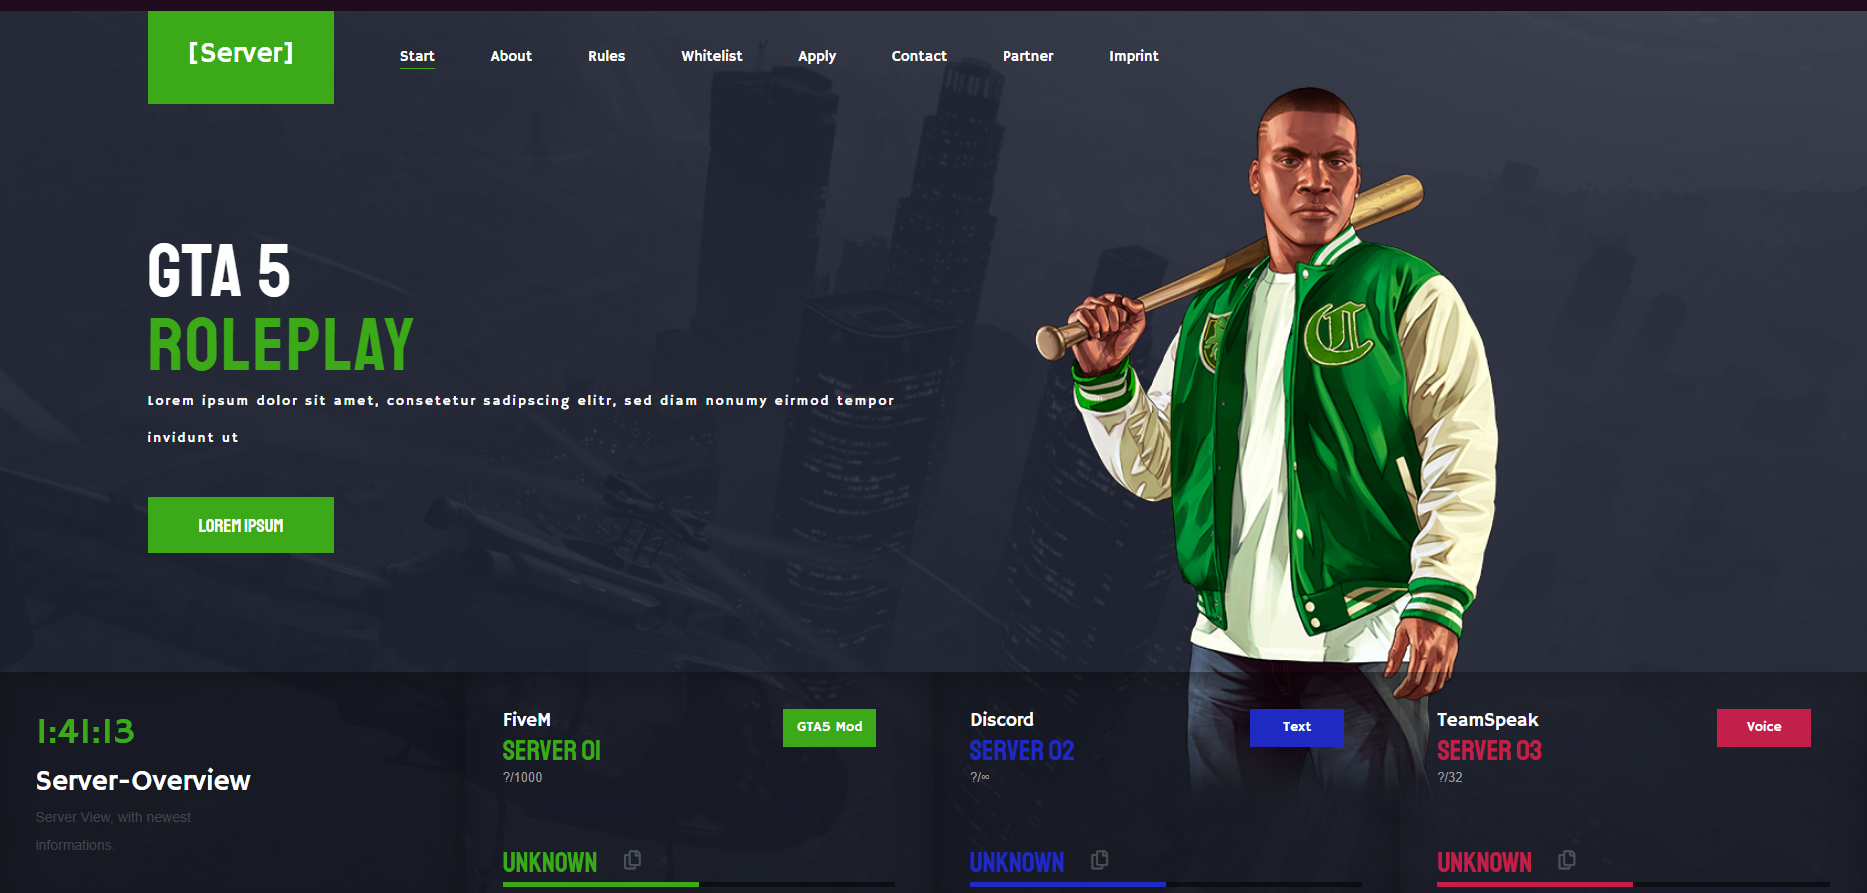 [Server]
Start About Rules Whitelist Apply Contact Partner Imprint
GTA 5
ROLEPLAY
Lorem ipsum dolor sit amet, consetetur sadipscing elitr, sed diam nonumy eirmod tempor
invidunt ut
LOREM IPSUM
1:41:13
Server-Overview
Server View, with newest
informations.
FiveM
GTA5 Mod
SERVER 01
?/1000
UNKNOWN
Discord
Text
SERVER 02
?/∞
UNKNOWN
TeamSpeak
Voice
SERVER 03
?/32
UNKNOWN